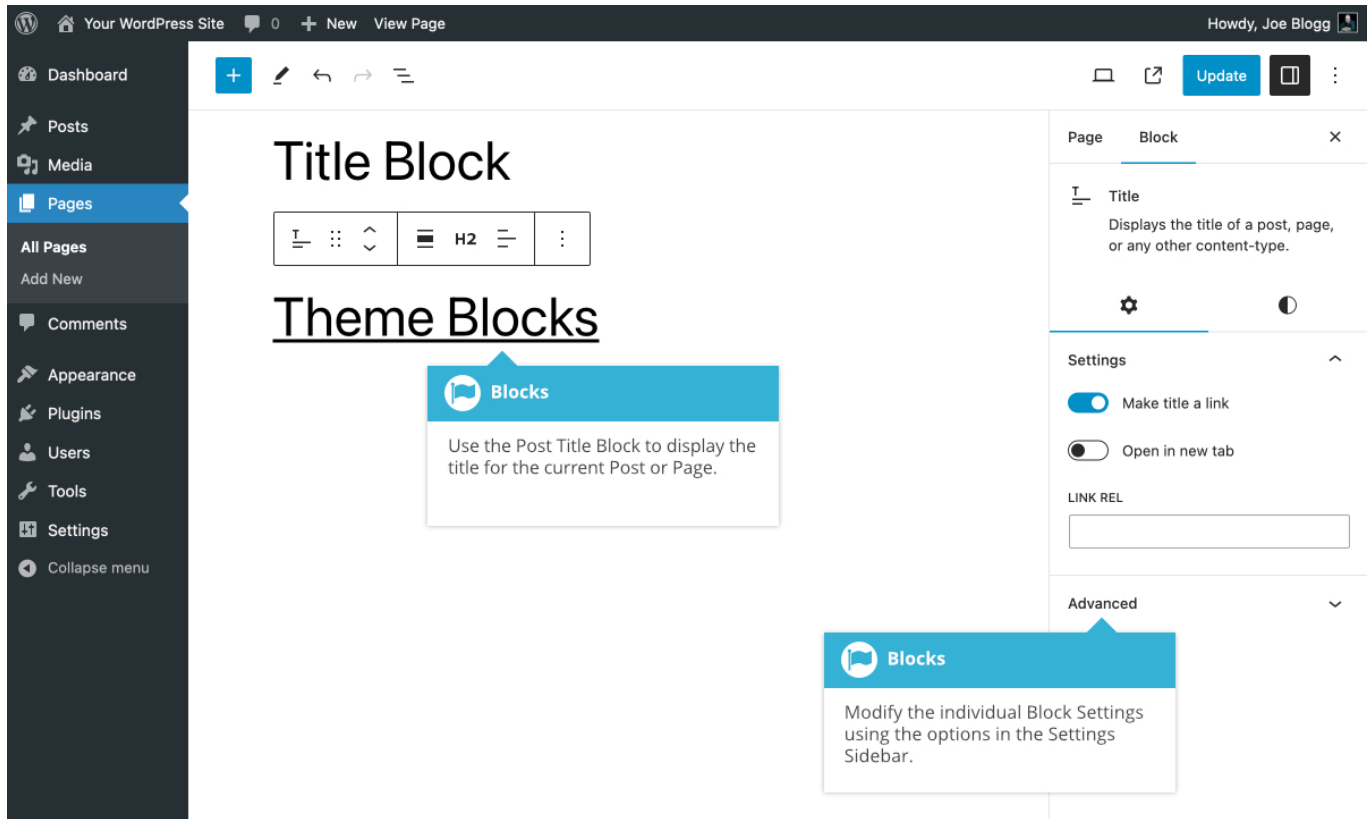 Your WordPress Site 0 New View Page Howdy, Joe Blogg
Dashboard
Posts
Media
Pages
All Pages
Add New
Comments
Appearance
Plugins
Users
Tools
Settings
Collapse menu
Update
Title Block
H2
Theme Blocks
Blocks
Use the Post Title Block to display the
title for the current Post or Page.
Page Block
Title
Displays the title of a post, page,
or any other content-type.
Settings
Make title a link
Open in new tab
LINK REL
Advanced
Blocks
Modify the individual Block Settings
using the options in the Settings
Sidebar.